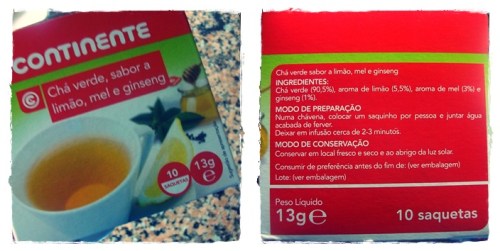 CONTINENTE
C
Chá verde, sabor a
limão, mel e ginseng
10
SAQUETAS
13g e
Chá verde sabor a limão, mel e ginseng
INGREDIENTES:
Chá verde (90,5%), aroma de limão (5,5%), aroma de mel (3%) e
ginseng (1%).
MODO DE PREPARAÇÃO
Numa chávena, colocar um saquinho por pessoa e juntar água
acabada de ferver.
Deixar em infusão cerca de 2-3 minutos.
MODO DE CONSERVAÇÃO
Conservar em local fresco e seco e ao abrigo da luz solar.
Consumir de preferência antes do fim de: (ver embalagem)
Lote: (ver embalagem)
Peso Líquido
13g e 10 saquetas